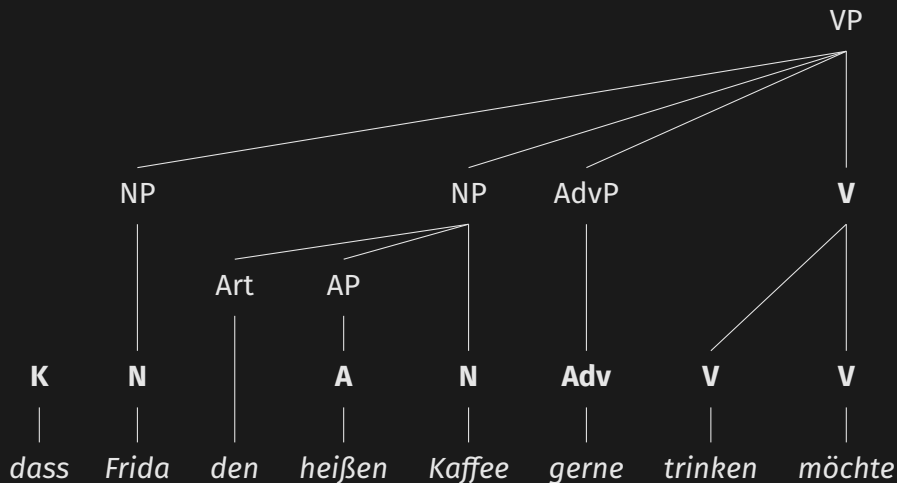 VP
NP NP AdvP V
Art AP
K N A N Adv V V
dass Frida den heißen Kaffee gerne trinken möchte